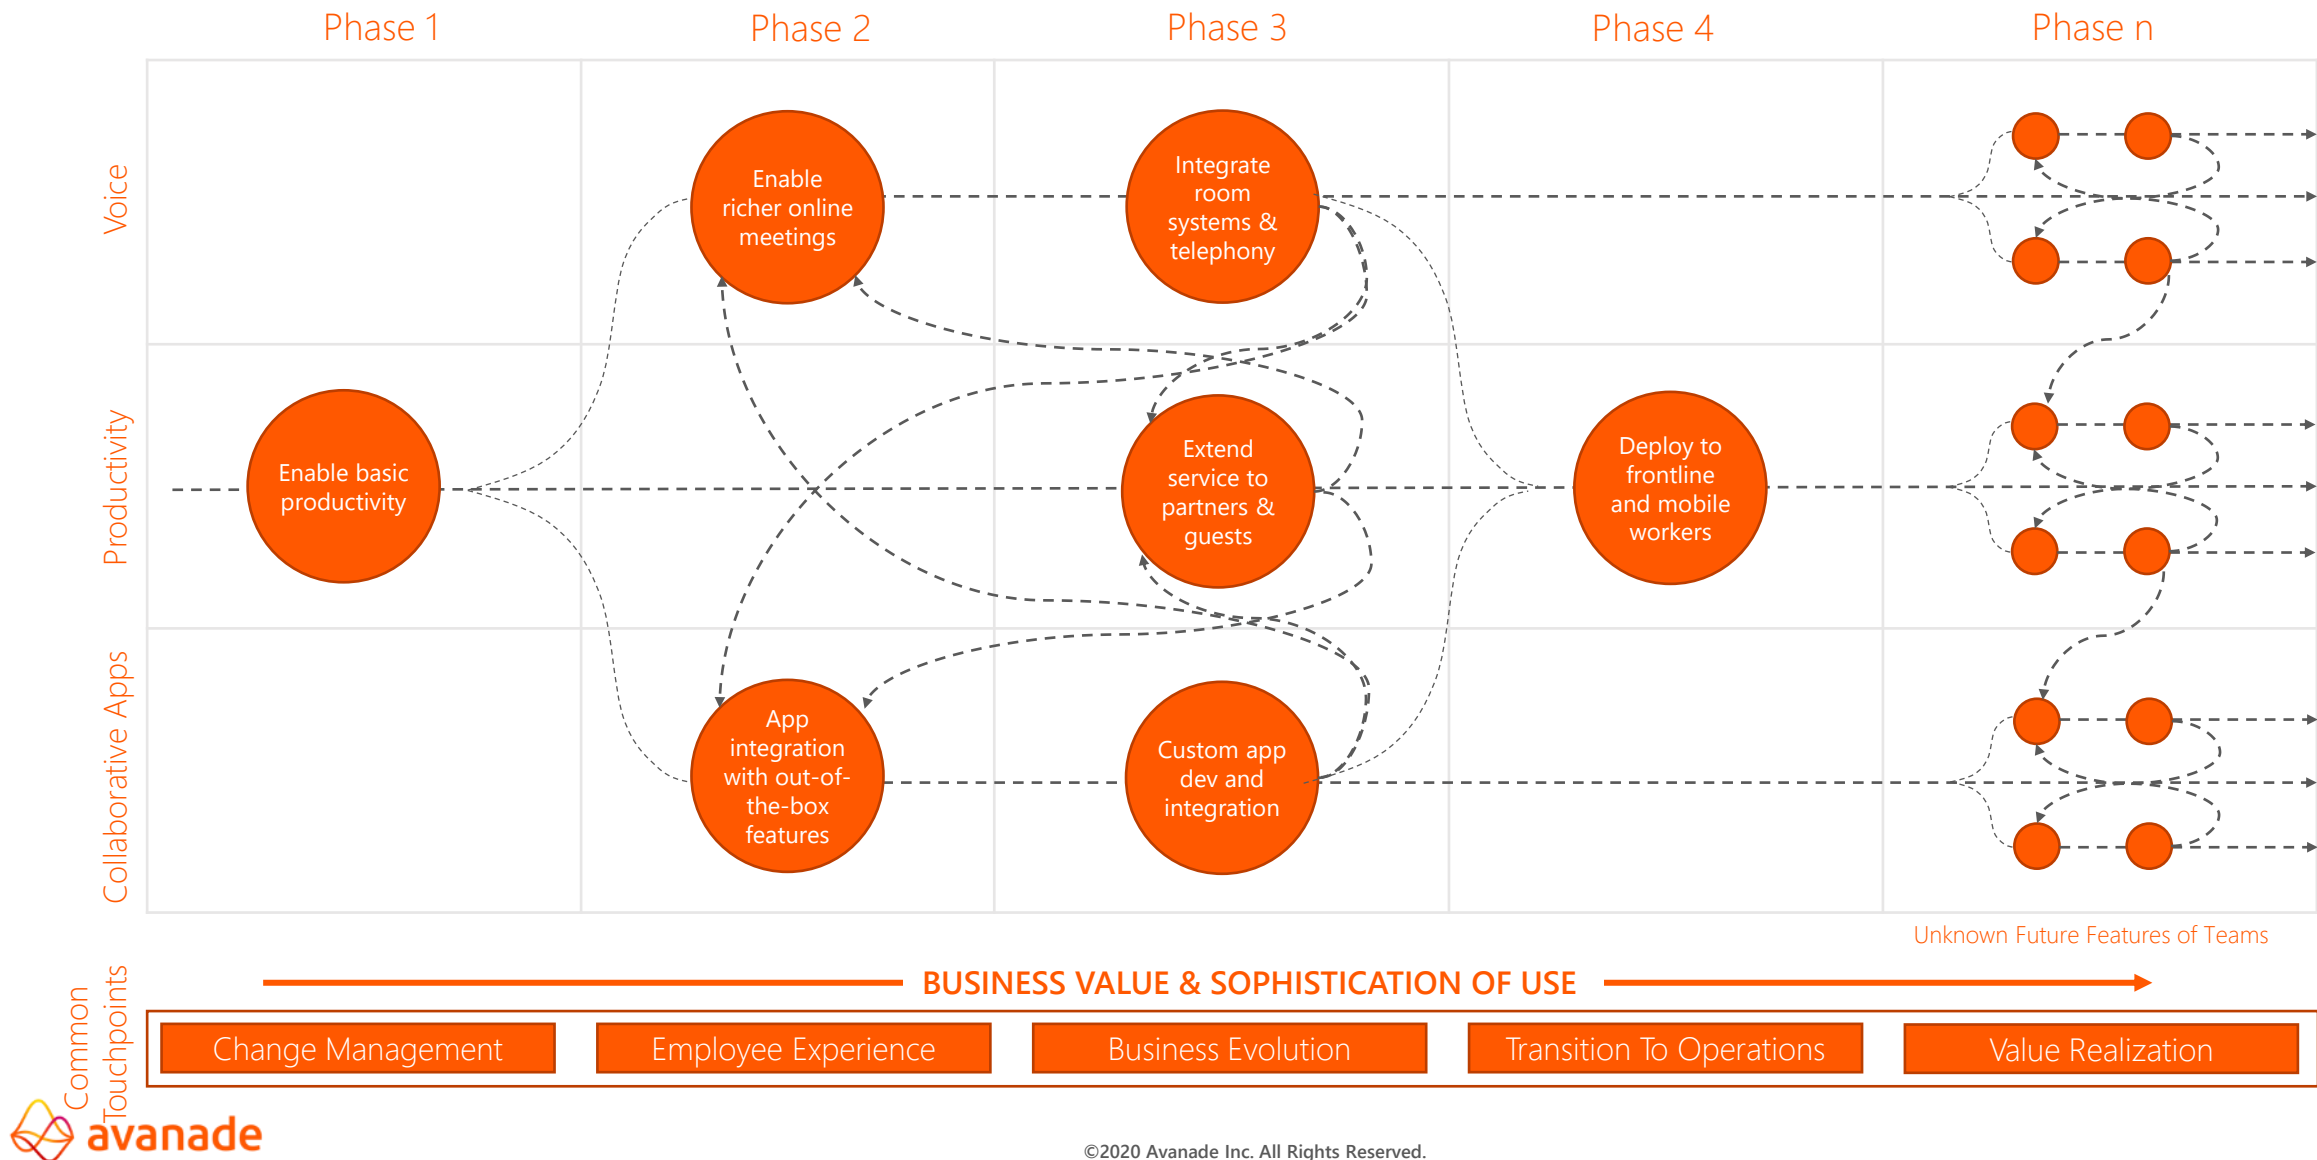 Phase 1
Phase 2
Phase 3
Phase 4
Phase n
Voice
Enable
richer online
meetings
Integrate
room
systems &
telephony
Productivity
Enable basic
productivity
Extend
service to
partners &
guests
Deploy to
frontline
and mobile
workers
Collaborative Apps
App
integration
with out-of-
the-box
features
Custom app
dev and
integration
Unknown Future Features of Teams
BUSINESS VALUE & SOPHISTICATION OF USE
Common
Touchpoints
Change Management
Employee Experience
Business Evolution
Transition To Operations
Value Realization
avanade
©2020 Avanade Inc. All Rights Reserved.